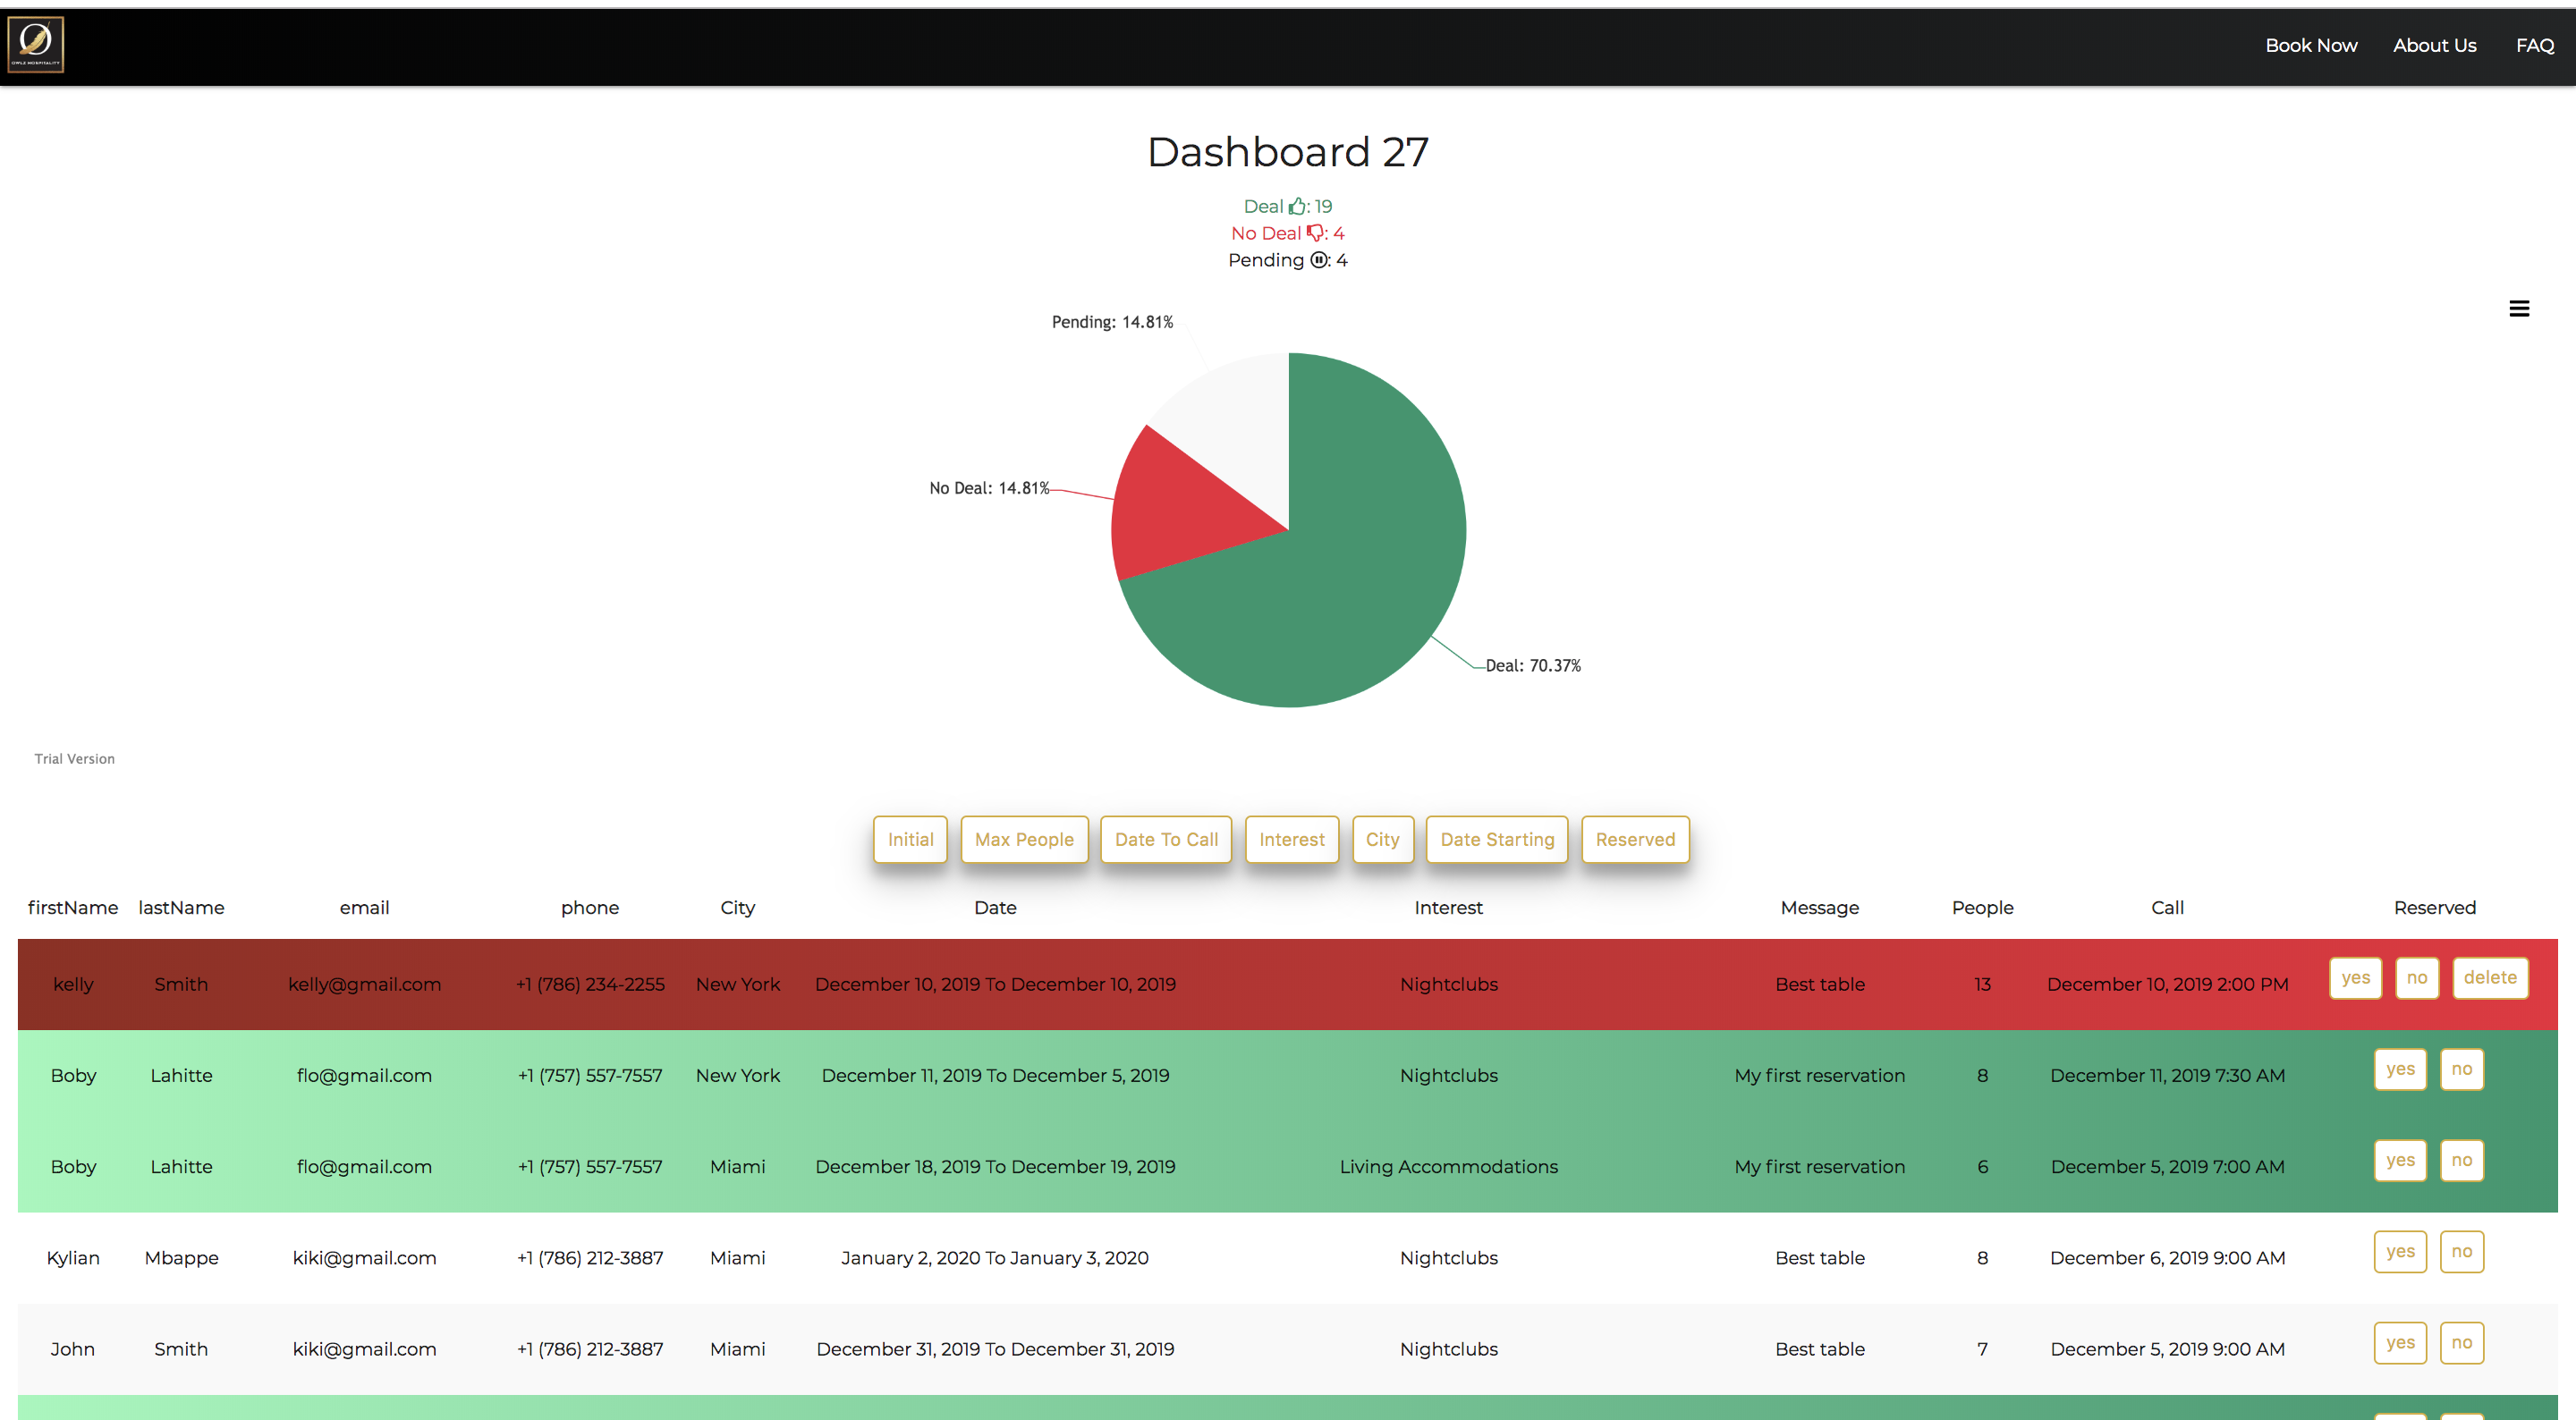 OWLZ HOSPITALITY
Book Now About Us FAQ
Dashboard 27
Deal : 19
No Deal : 4
Pending : 4
Pending: 14.81%
No Deal: 14.81%
Deal: 70.37%
Trial Version
Initial Max People Date To Call Interest City Date Starting Reserved
firstName lastName email phone City Date Interest Message People Call Reserved
kelly Smith kelly@gmail.com +1 (786) 234-2255 New York December 10, 2019 To December 10, 2019 Nightclubs Best table 13 December 10, 2019 2:00 PM yes no delete
Boby Lahitte flo@gmail.com +1 (757) 557-7557 New York December 11, 2019 To December 5, 2019 Nightclubs My first reservation 8 December 11, 2019 7:30 AM yes no
Boby Lahitte flo@gmail.com +1 (757) 557-7557 Miami December 18, 2019 To December 19, 2019 Living Accommodations My first reservation 6 December 5, 2019 7:00 AM yes no
Kylian Mbappe kiki@gmail.com +1 (786) 212-3887 Miami January 2, 2020 To January 3, 2020 Nightclubs Best table 8 December 6, 2019 9:00 AM yes no
John Smith kiki@gmail.com +1 (786) 212-3887 Miami December 31, 2019 To December 31, 2019 Nightclubs Best table 7 December 5, 2019 9:00 AM yes no